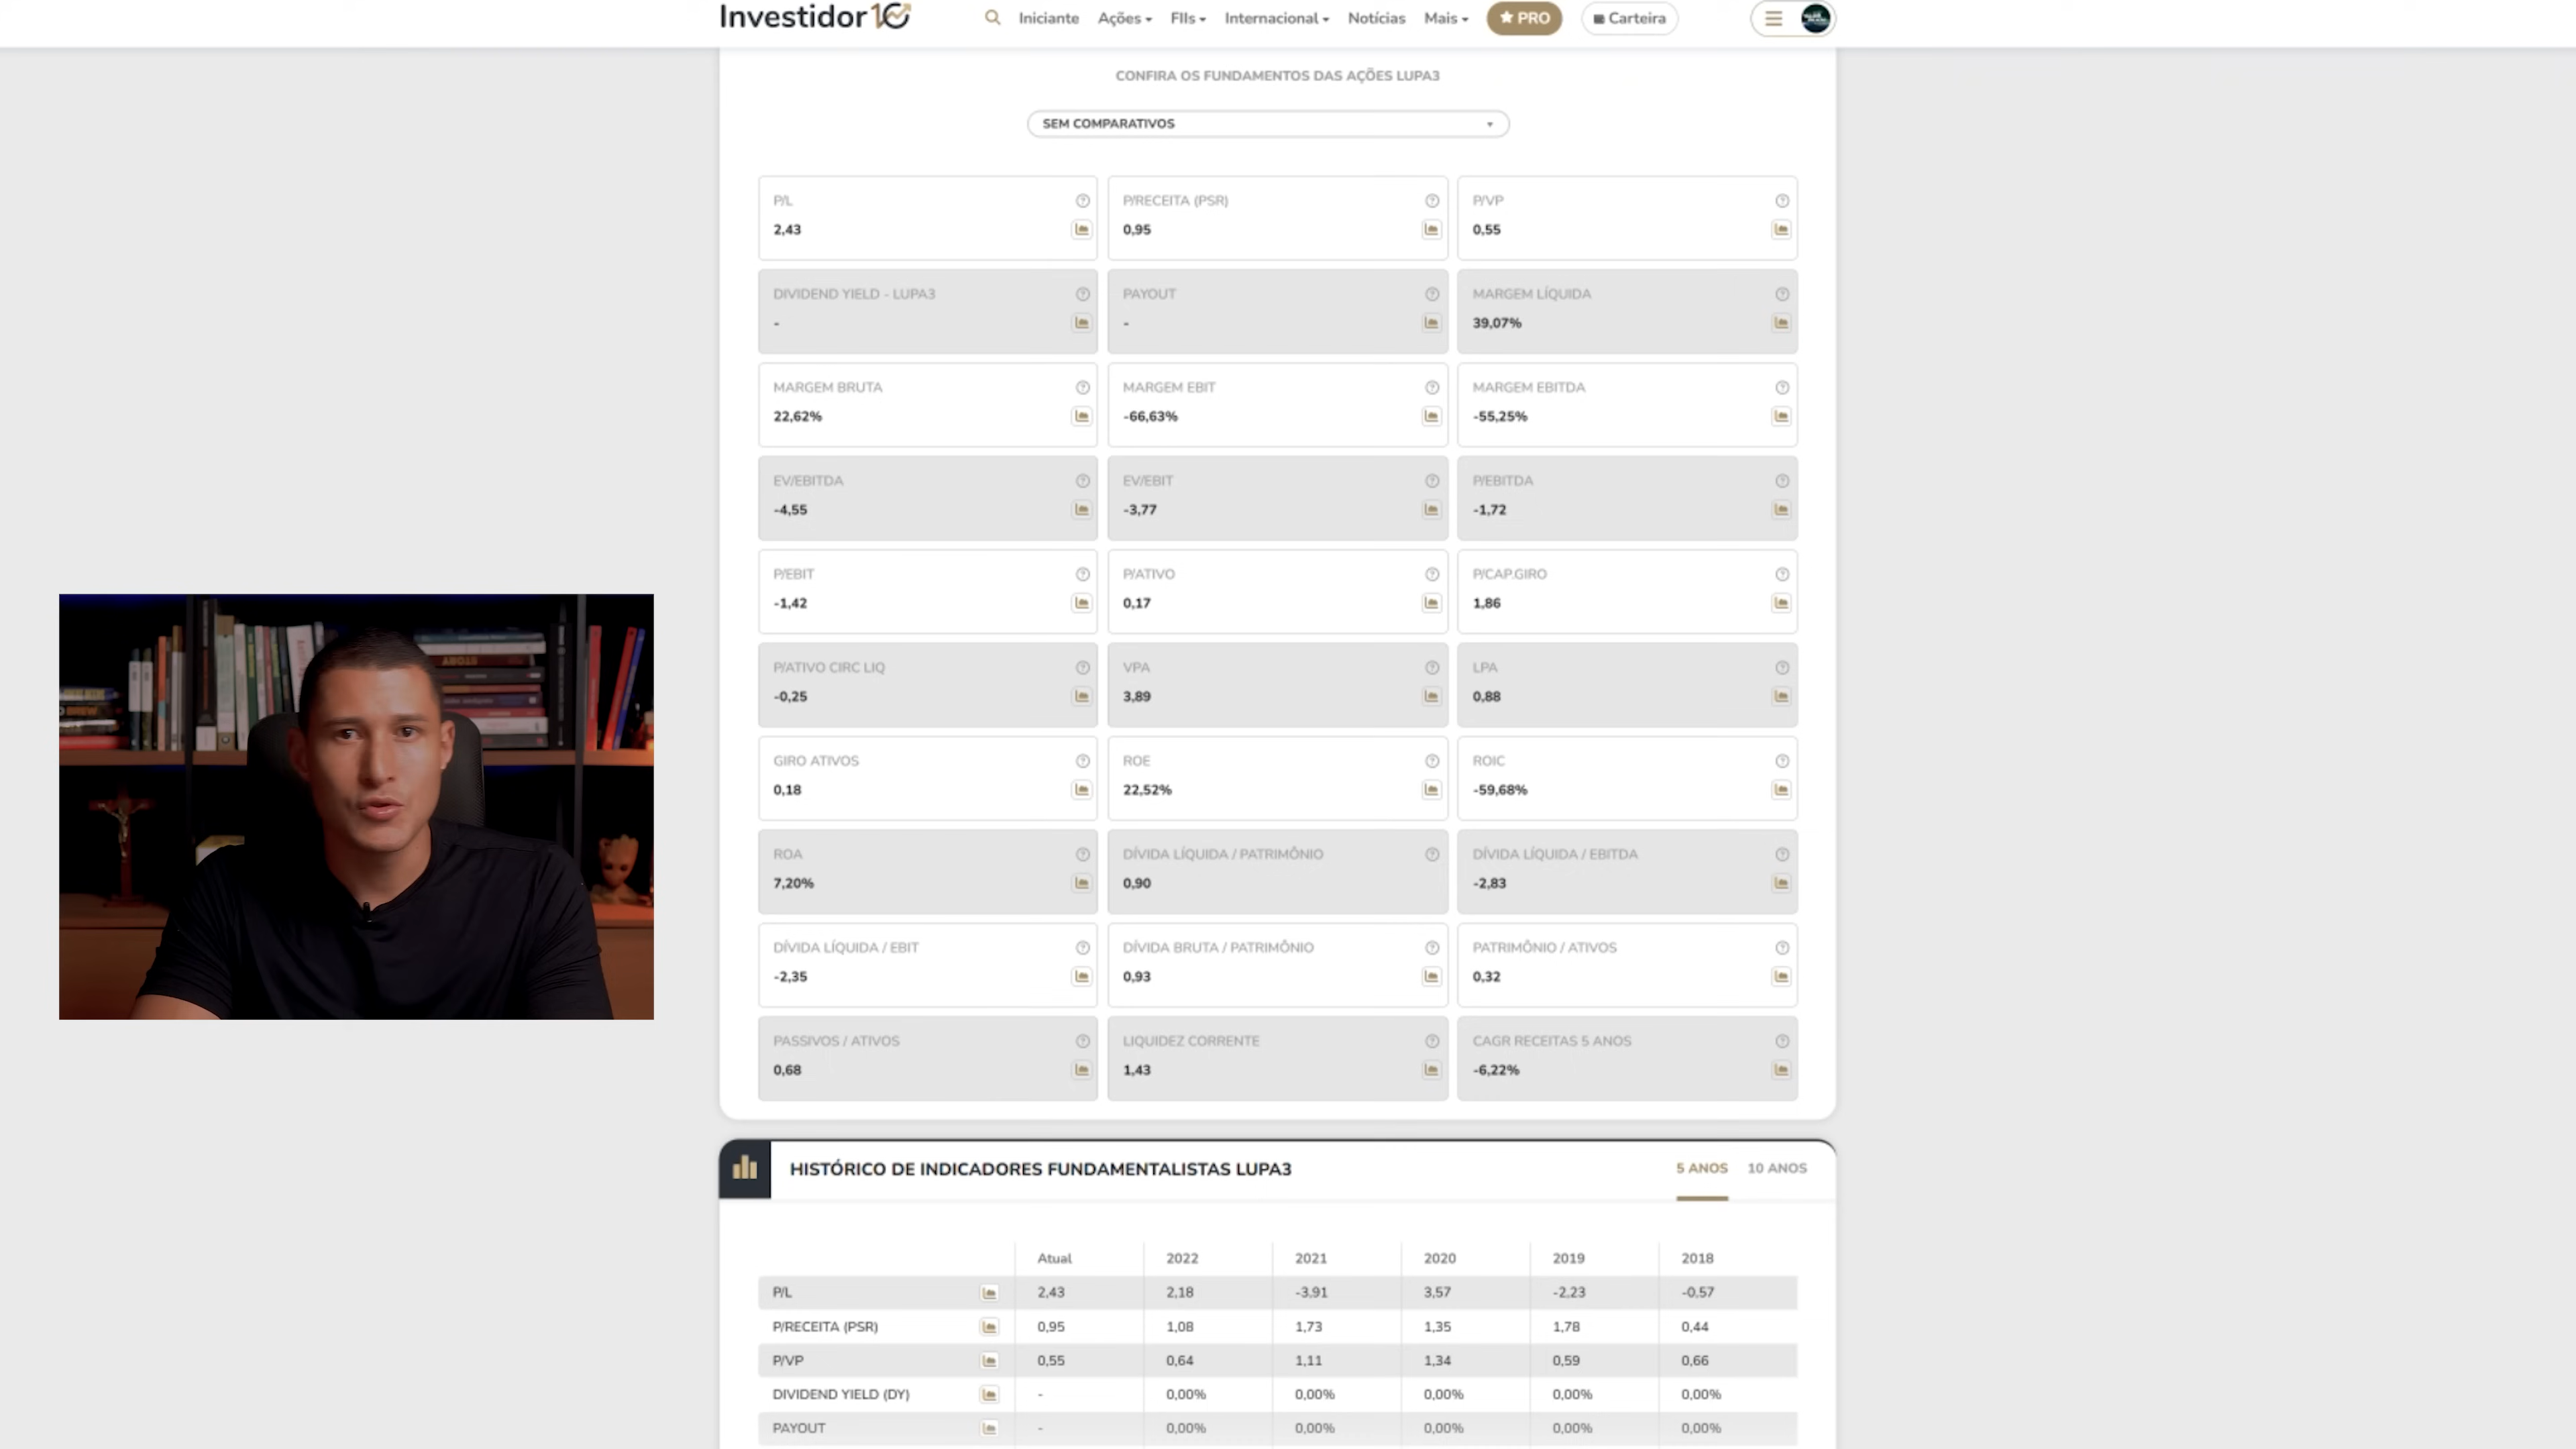 Investidor 10
Iniciante Ações FIIs Internacional Notícias Mais PRO Carteira
CONFIRA OS FUNDAMENTOS DAS AÇÕES LUPA3
SEM COMPARATIVOS
P/L P/RECEITA (PSR) P/VP
2,43 0,95 0,55
DIVIDEND YIELD - LUPA3 PAYOUT MARGEM LÍQUIDA
- - 39,07%
MARGEM BRUTA MARGEM EBIT MARGEM EBITDA
22,62% -66,63% -55,25%
EV/EBITDA EV/EBIT P/EBITDA
-4,55 -3,77 -1,72
P/EBIT P/ATIVO P/CAP.GIRO
-1,42 0,17 1,86
P/ATIVO CIRC LIQ VPA LPA
-0,25 3,89 0,88
GIRO ATIVOS ROE ROIC
0,18 22,52% -59,68%
ROA DÍVIDA LÍQUIDA / PATRIMÔNIO DÍVIDA LÍQUIDA / EBITDA
7,20% 0,90 -2,83
DÍVIDA LÍQUIDA / EBIT DÍVIDA BRUTA / PATRIMÔNIO PATRIMÔNIO / ATIVOS
-2,35 0,93 0,32
PASSIVOS / ATIVOS LIQUIDEZ CORRENTE CAGR RECEITAS 5 ANOS
0,68 1,43 -6,22%
HISTÓRICO DE INDICADORES FUNDAMENTALISTAS LUPA3 5 ANOS 10 ANOS
Atual 2022 2021 2020 2019 2018
P/L 2,43 2,18 -3,91 3,57 -2,23 -0,57
P/RECEITA (PSR) 0,95 1,08 1,73 1,35 1,78 0,44
P/VP 0,55 0,64 1,11 1,34 0,59 0,66
DIVIDEND YIELD (DY) - 0,00% 0,00% 0,00% 0,00% 0,00%
PAYOUT - 0,00% 0,00% 0,00% 0,00% 0,00%